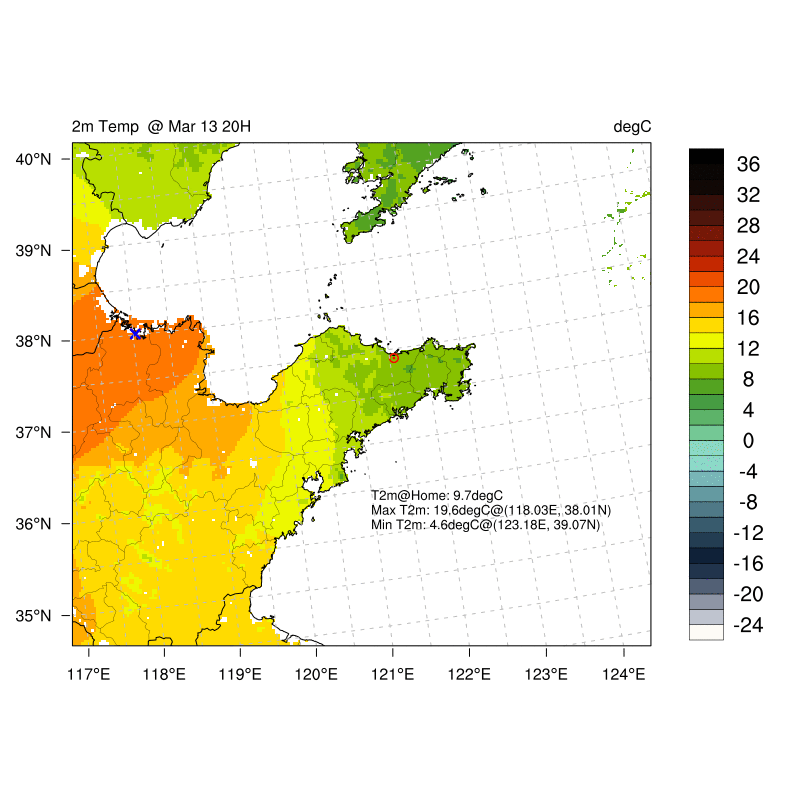 2m Temp @ Mar 13 20H
degC
40°N
39°N
38°N
37°N
36°N
35°N
117°E
118°E
119°E
120°E
121°E
122°E
123°E
124°E
T2m@Home: 9.7degC
Max T2m: 19.6degC@(118.03E, 38.01N)
Min T2m: 4.6degC@(123.18E, 39.07N)
36
32
28
24
20
16
12
8
4
0
-4
-8
-12
-16
-20
-24